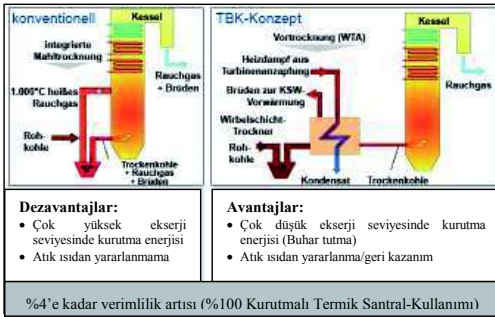 konventionell
Kessel
integrierte
Mahltrocknung
Rauchgas
+ Brüden
1.000°C heißes
Rauchgas
Roh-
kohle
Trockenkohle
+ Rauchgas
+ Brüden
TBK-Konzept
Vortrocknung (WTA)
Kessel
Heizdampf aus
Turbinenanzapfung
Rauchgas
Brüden zur KSW-
Vorwärmung
Wirbelschicht-
Trockner
Roh-
kohle
Kondensat
Trockenkohle
Dezavantajlar:
• Çok yüksek ekserji
seviyesinde kurutma enerjisi
• Atık ısıdan yararlanmama
Avantajlar:
• Çok düşük ekserji seviyesinde kurutma
enerjisi (Buhar tutma)
• Atık ısıdan yararlanma/geri kazanım
%4’e kadar verimlilik artısı (%100 Kurutmalı Termik Santral-Kullanımı)